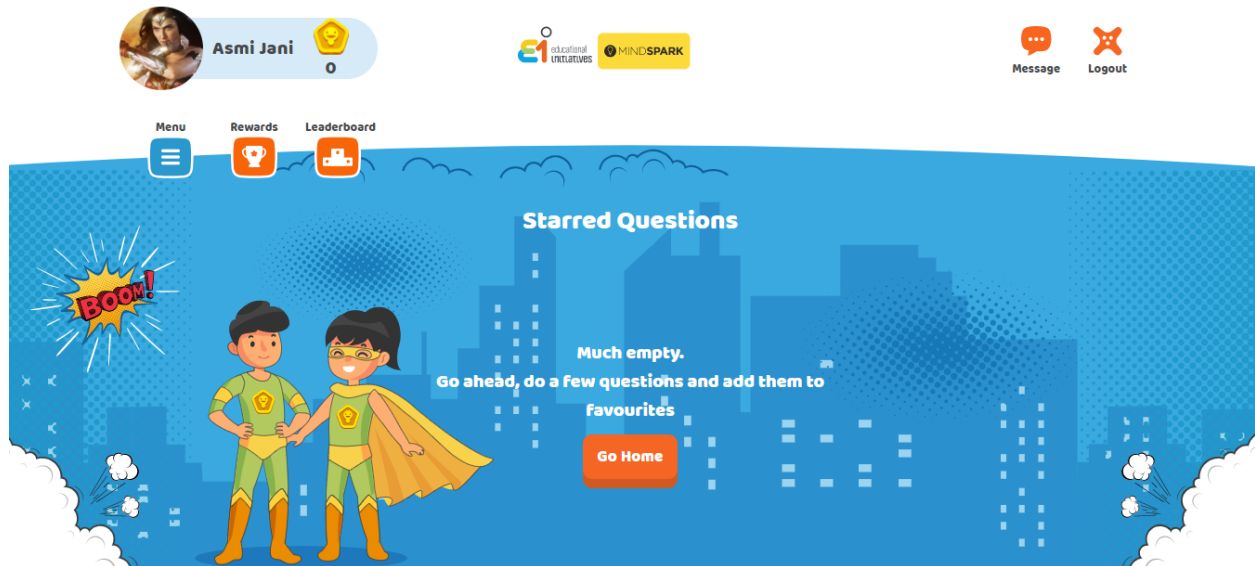 Asmi Jani
0
educational
initiatives
MINDSPARK
Message
Logout
Menu
Rewards
Leaderboard
Starred Questions
BOOM!
Much empty.
Go ahead, do a few questions and add them to
favourites
Go Home